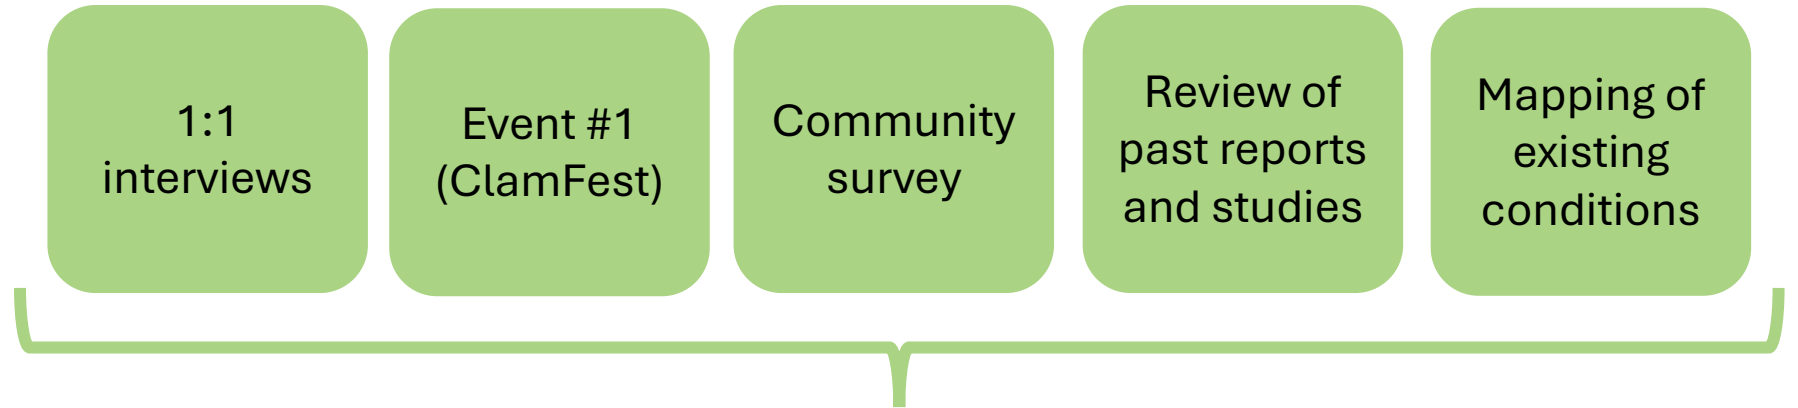 1:1
interviews
Event #1
(ClamFest)
Community
survey
Review of
past reports
and studies
Mapping of
existing
conditions